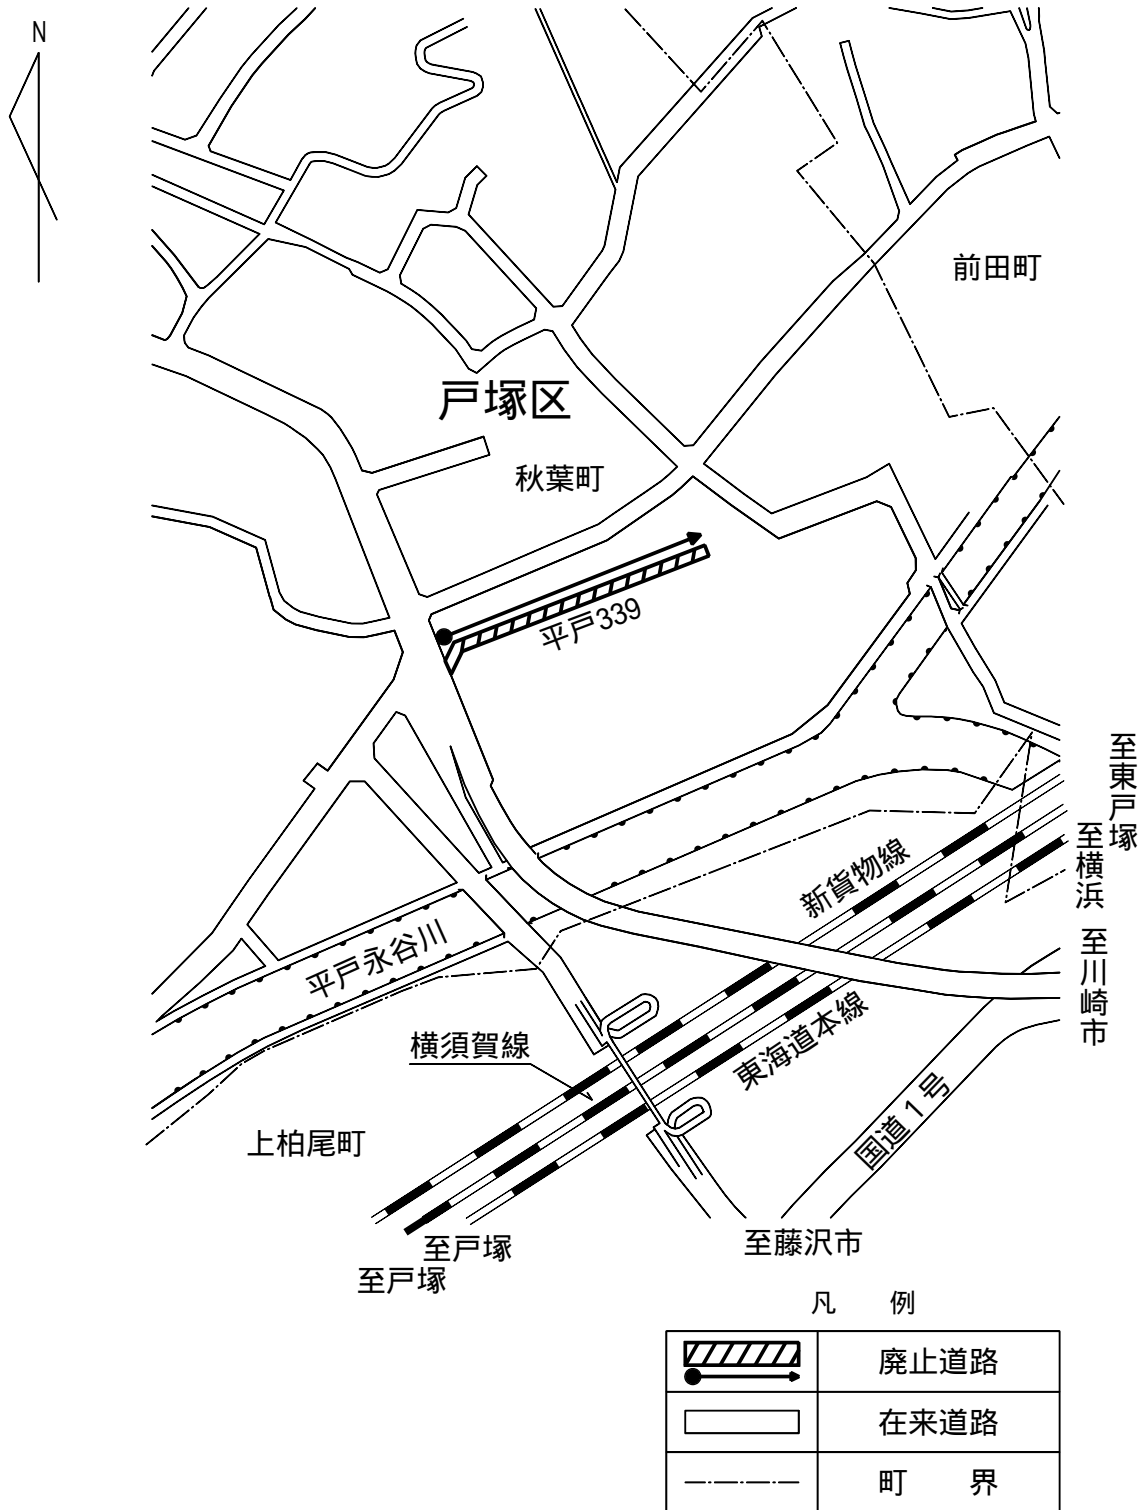 N
前田町
戸塚区
秋葉町
平戸339
至東戸塚
至横浜
新貨物線
平戸永谷川
至川崎市
横須賀線
東海道本線
国道1号
上柏尾町
至戸塚
至藤沢市
至戸塚
凡 例
廃止道路
在来道路
町 界